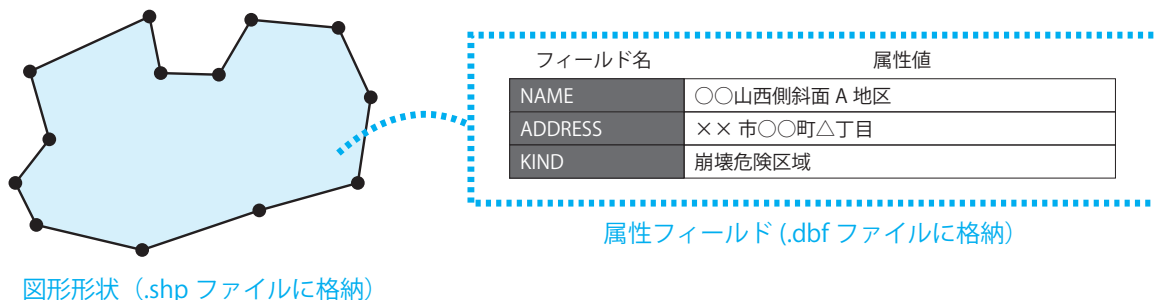 フィールド名 属性値
NAME ○○山西側斜面 A 地区
ADDRESS ×× 市○○町△丁目
KIND 崩壊危険区域
属性フィールド (.dbf ファイルに格納）
図形形状（.shp ファイルに格納）